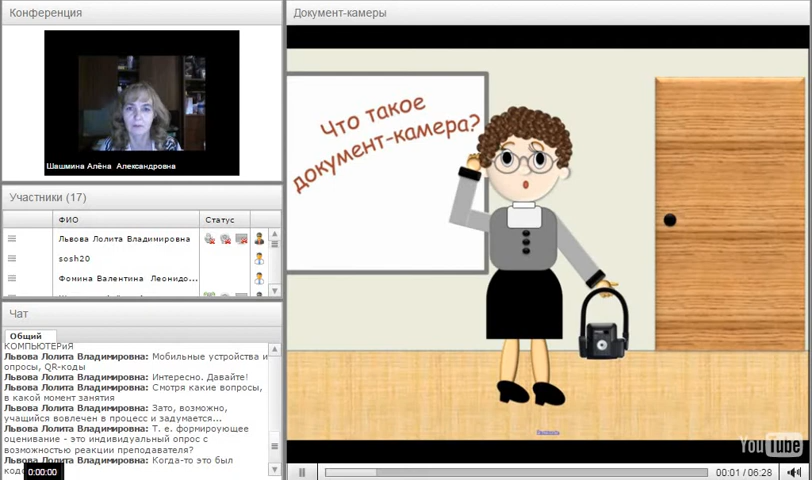 Конференция
Шашмина Алёна Александровна
Участники (17)
ФИО
Статус
Львова Лолита Владимировна
sosh20
Фомина Валентина Леонидо...
Чат
Общий
КОМПЬЮТЕРиЯ
Львова Лолита Владимировна: Мобильные устройства и
опросы, QR-коды
Львова Лолита Владимировна: Интересно. Давайте!
Львова Лолита Владимировна: Смотря какие вопросы,
в какой момент занятия
Львова Лолита Владимировна: Зато, возможно,
учащийся вовлечен в процесс и задумается...
Львова Лолита Владимировна: Т. е. формироующее
оценивание - это индивидуальный опрос с
возможностью реакции преподавателя?
Львова Лолита Владимировна: Когда-то это был
0:00:00
Документ-камеры
Что такое
документ-камера?
YouTube
00:01 / 06:28